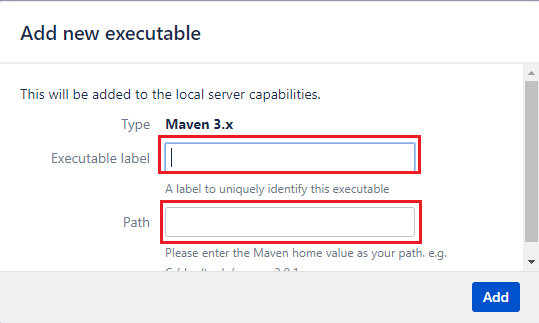 Add new executable
This will be added to the local server capabilities.
Type Maven 3.x
Executable label
A label to uniquely identify this executable
Path
Please enter the Maven home value as your path. e.g.
Add